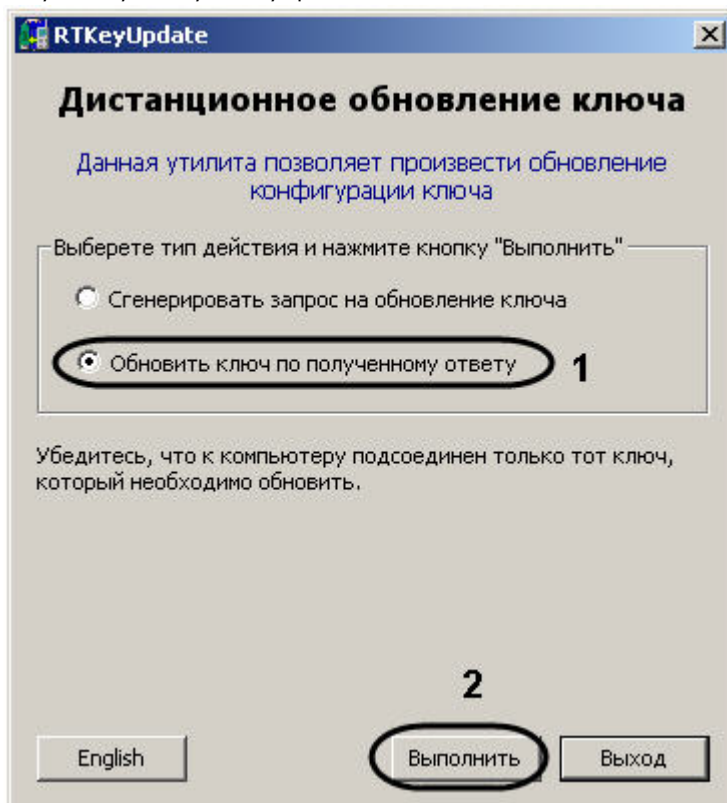 RTKeyUpdate
Дистанционное обновление ключа
Данная утилита позволяет произвести обновление
конфигурации ключа
Выберете тип действия и нажмите кнопку "Выполнить"
Сгенерировать запрос на обновление ключа
Обновить ключ по полученному ответу
1
Убедитесь, что к компьютеру подсоединен только тот ключ,
который необходимо обновить.
2
English
Выполнить
Выход